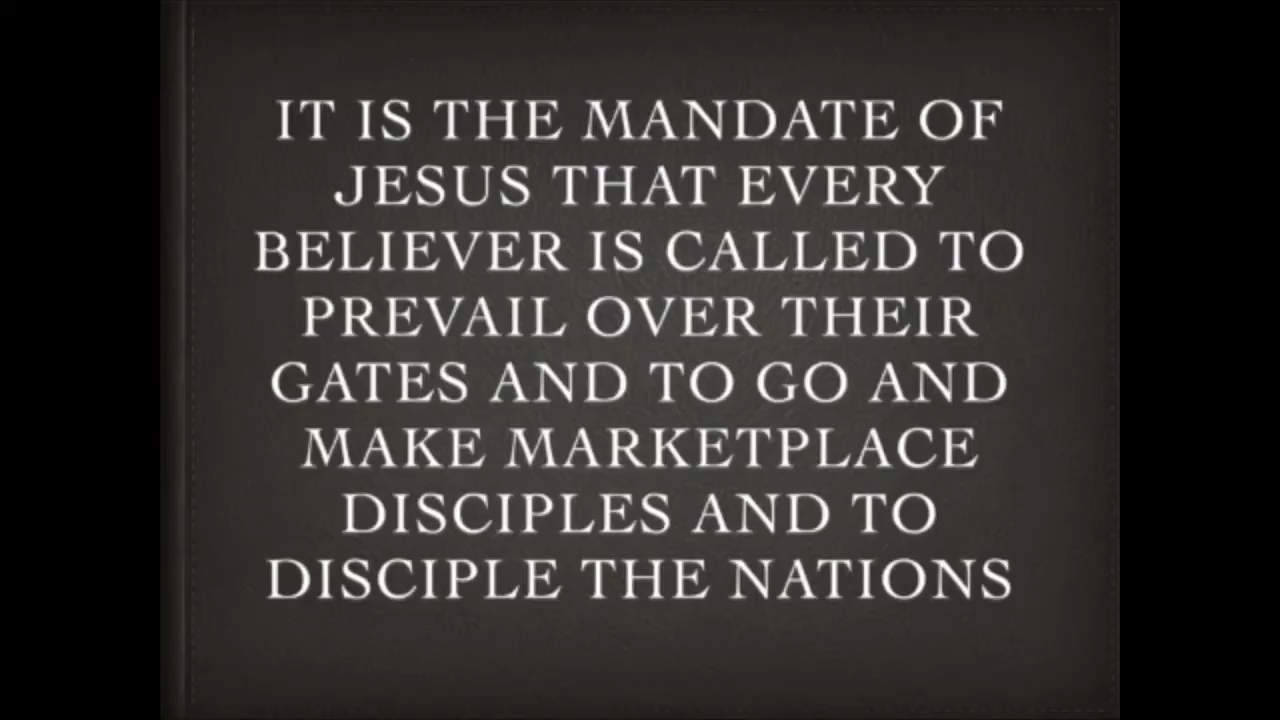 IT IS THE MANDATE OF
JESUS THAT EVERY
BELIEVER IS CALLED TO
PREVAIL OVER THEIR
GATES AND TO GO AND
MAKE MARKETPLACE
DISCIPLES AND TO
DISCIPLE THE NATIONS